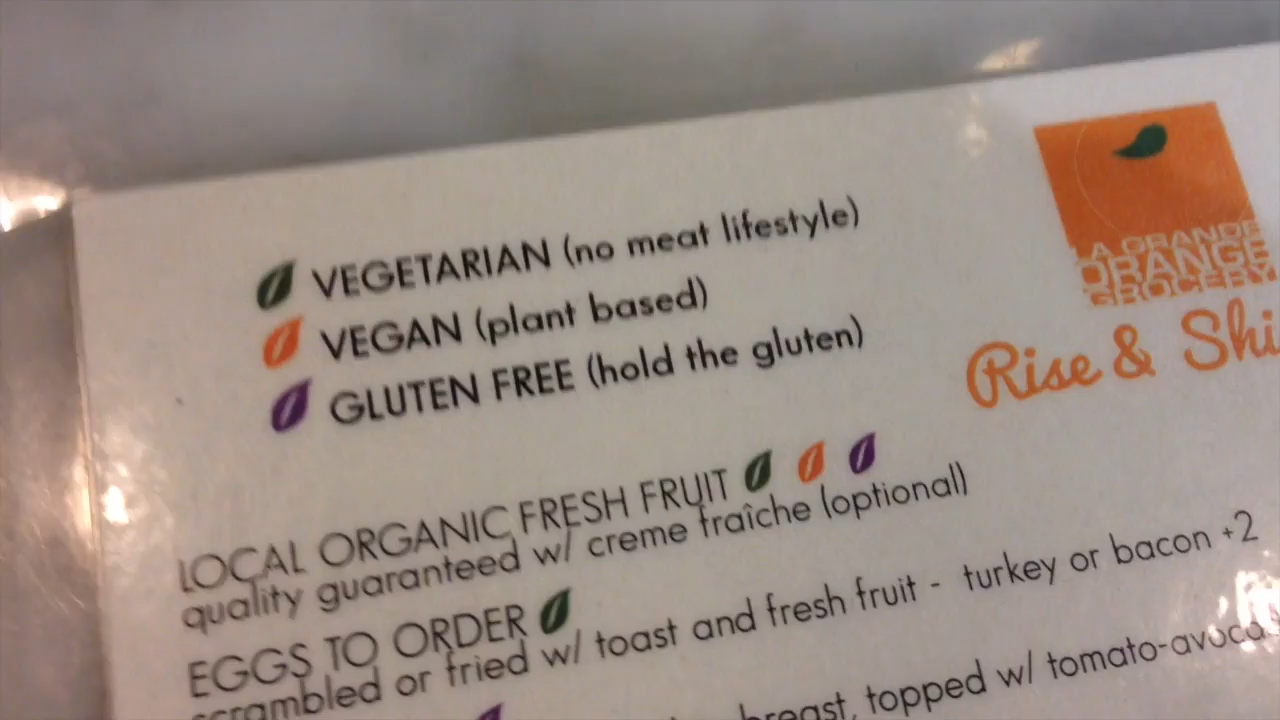 VEGETARIAN (no meat lifestyle)
VEGAN (plant based)
GLUTEN FREE (hold the gluten)
LA GRANDE
ORANGE
GROCERY
Rise & Shi
LOCAL ORGANIC FRESH FRUIT
quality guaranteed w/ creme fraîche (optional)
EGGS TO ORDER
scrambled or fried w/ toast and fresh fruit - turkey or bacon +2
breast, topped w/ tomato-avoca